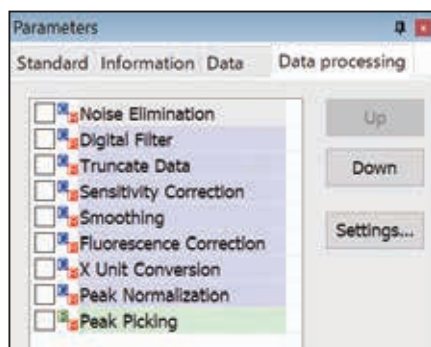 Parameters
Standard Information Data Data processing
Noise Elimination
Digital Filter
Truncate Data
Sensitivity Correction
Smoothing
Fluorescence Correction
X Unit Conversion
Peak Normalization
Peak Picking
Up
Down
Settings...